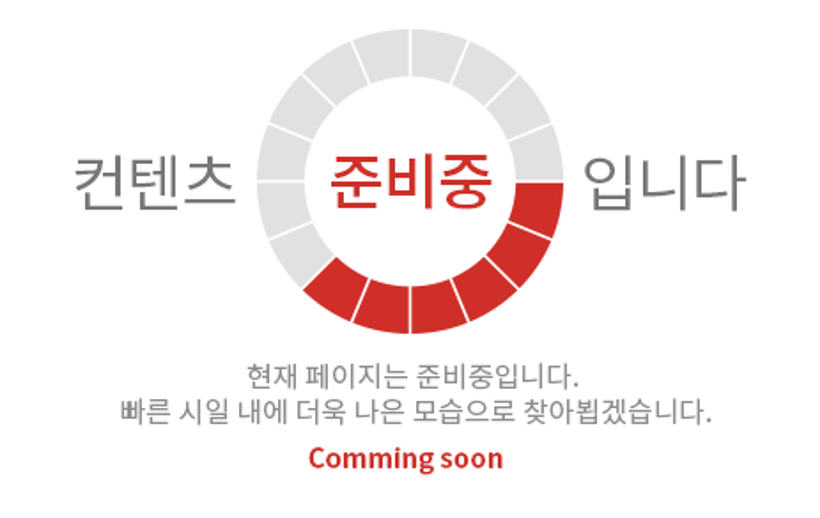 컨텐츠 준비중 입니다
현재 페이지는 준비중입니다.
빠른 시일 내에 더욱 나은 모습으로 찾아뵙겠습니다.
Comming soon